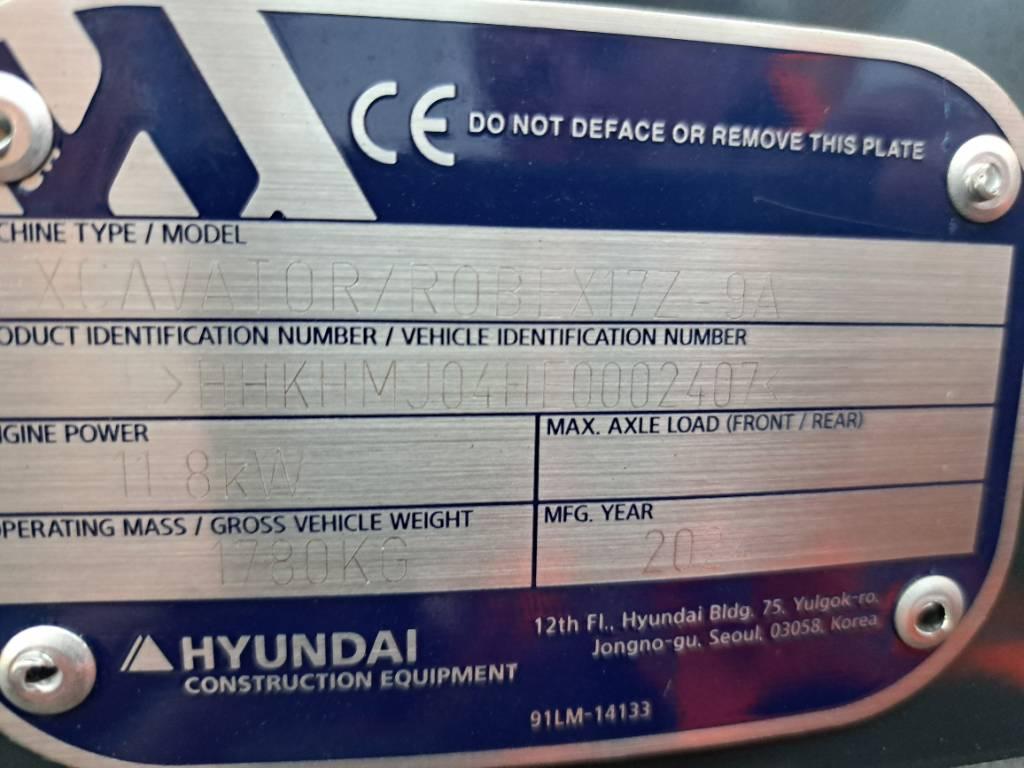 CE DO NOT DEFACE OR REMOVE THIS PLATE
CHINE TYPE / MODEL
XCAVATOR/ROBEX17Z-9A
ODUCT IDENTIFICATION NUMBER / VEHICLE IDENTIFICATION NUMBER
>HHKHMJ04HF0002407<
GINE POWER
MAX. AXLE LOAD (FRONT / REAR)
11.8kW
OPERATING MASS / GROSS VEHICLE WEIGHT
MFG. YEAR
1780KG
HYUNDAI
CONSTRUCTION EQUIPMENT
12th Fl., Hyundai Bldg. 75, Yulgok-ro,
Jongno-gu, Seoul, 03058, Korea
91LM-14133